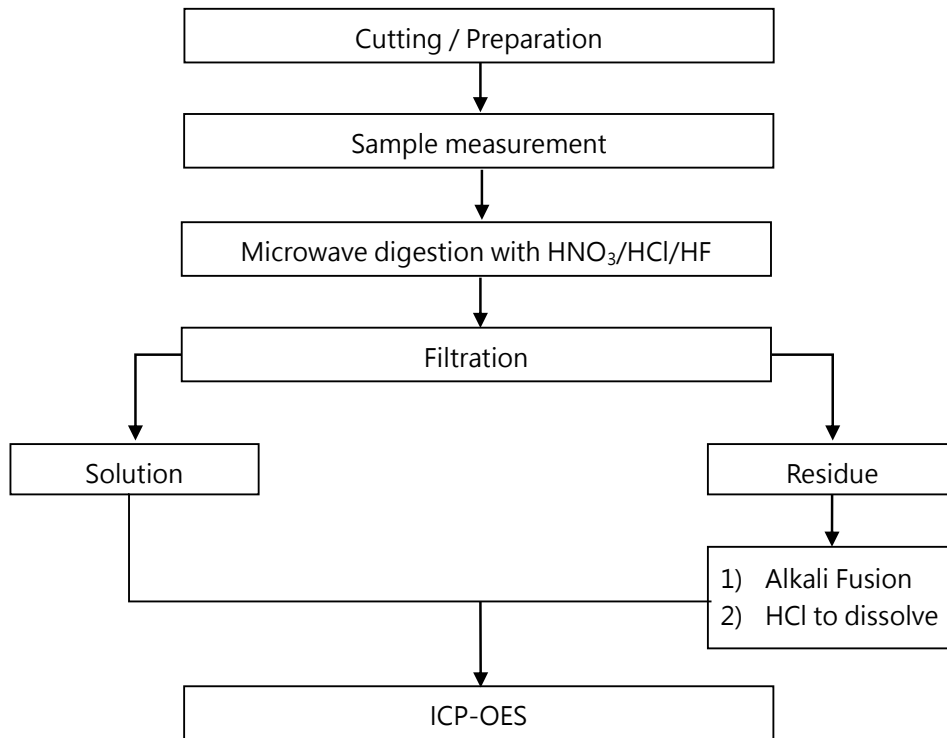 Cutting / Preparation
Sample measurement
Microwave digestion with HNO₃/HCl/HF
Filtration
Solution
Residue
1) Alkali Fusion
2) HCl to dissolve
ICP-OES